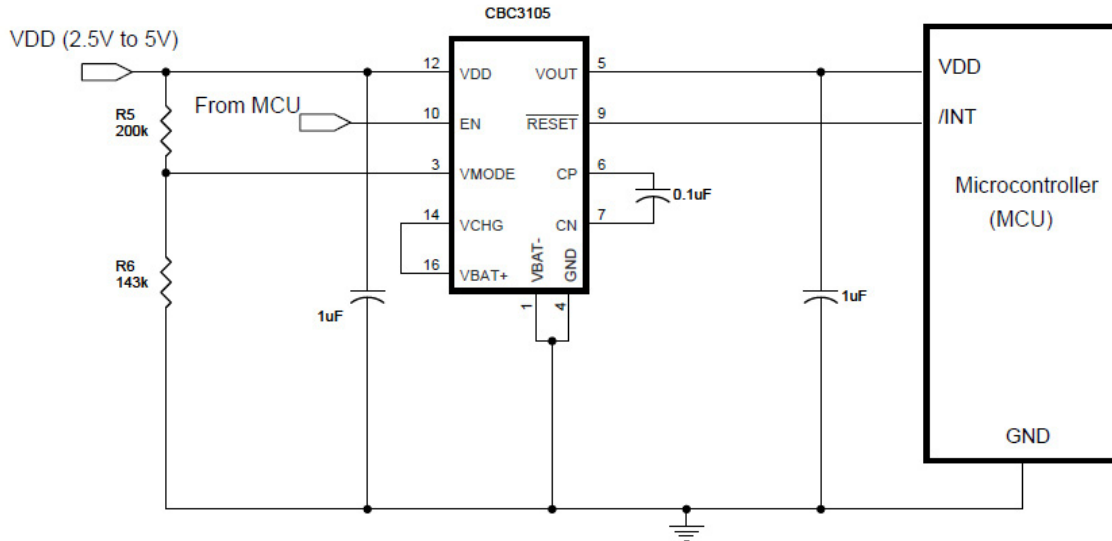 CBC3105
VDD (2.5V to 5V)
12 VDD VOUT 5 VDD
R5
200k
From MCU
10 EN RESET 9 /INT
3 VMODE CP 6
0.1uF
14 VCHG CN 7
Microcontroller
(MCU)
16 VBAT+ VBAT- GND
R6
143k
1 4
1uF
1uF
GND